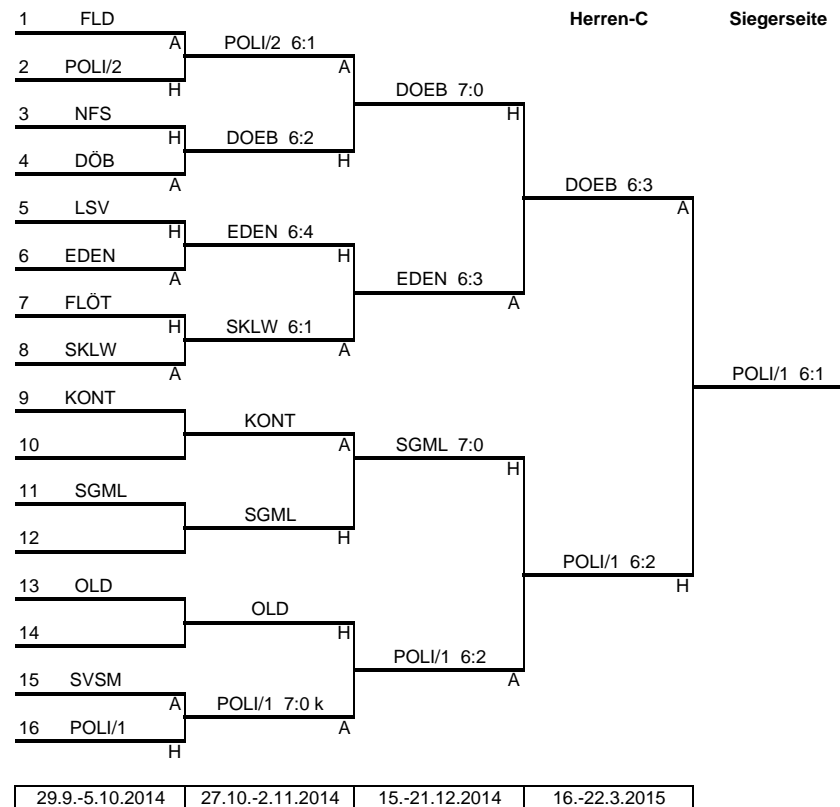 1 FLD Herren-C Siegerseite
A POLI/2 6:1
2 POLI/2 A
H DOEB 7:0
3 NFS H
H DOEB 6:2
4 DÖB H
A DOEB 6:3
5 LSV A
H EDEN 6:4
6 EDEN H
A EDEN 6:3
7 FLÖT A
H SKLW 6:1
8 SKLW A
A
POLI/1 6:1
9 KONT
KONT
10 A SGML 7:0
H
11 SGML
SGML
12 H
POLI/1 6:2
13 OLD H
OLD
14 H
POLI/1 6:2
15 SVSM A
A POLI/1 7:0 k
16 POLI/1 A
H
29.9.-5.10.2014 27.10.-2.11.2014 15.-21.12.2014 16.-22.3.2015